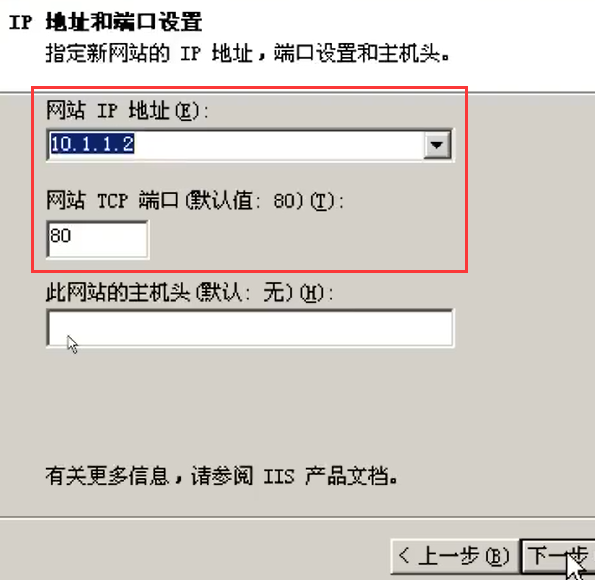 IP 地址和端口设置
指定新网站的 IP 地址，端口设置和主机头。
网站 IP 地址(E):
10.1.1.2
网站 TCP 端口(默认值: 80)(T):
80
此网站的主机头(默认: 无)(H):
有关更多信息，请参阅 IIS 产品文档。
< 上一步(B) 下一步